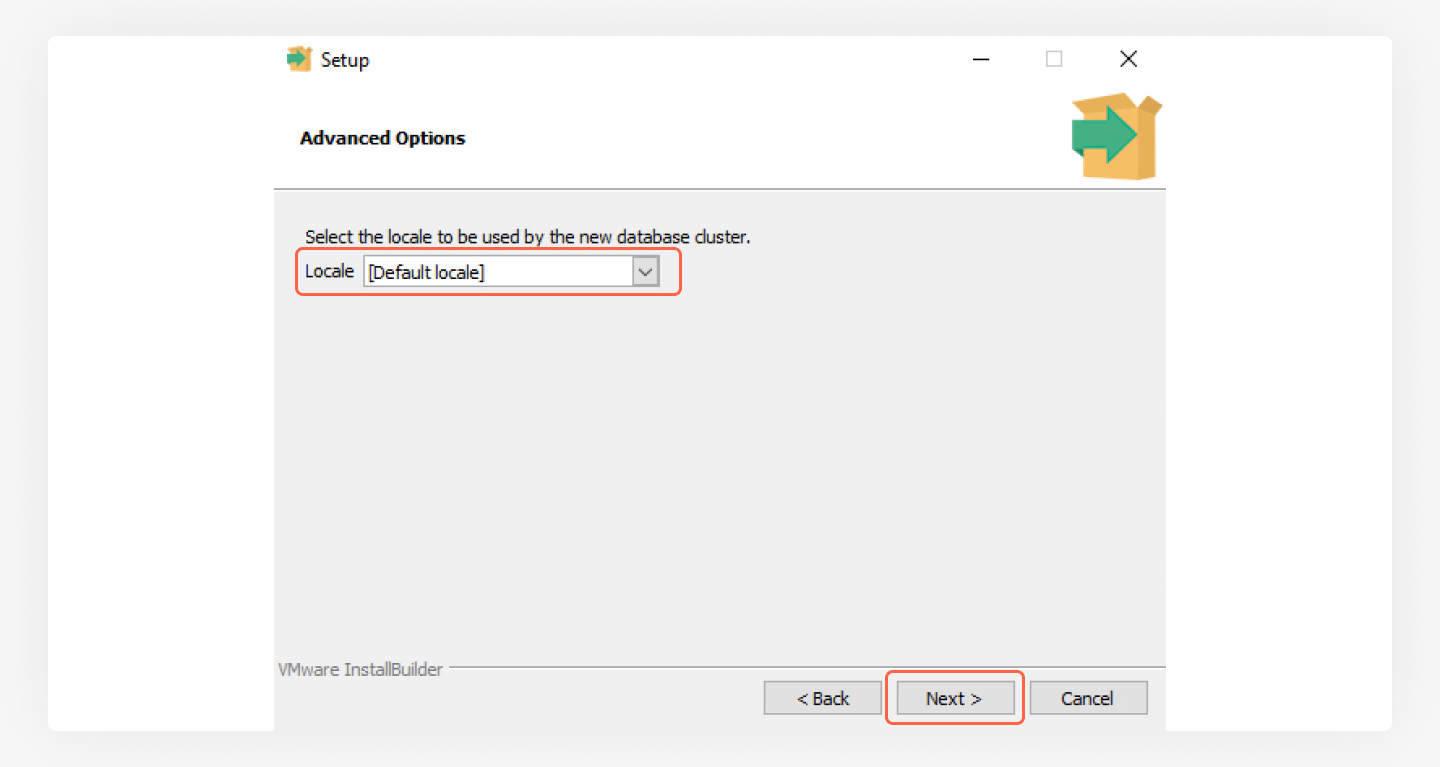 Setup
Advanced Options
Select the locale to be used by the new database cluster.
Locale [Default locale]
VMware InstallBuilder
< Back Next > Cancel